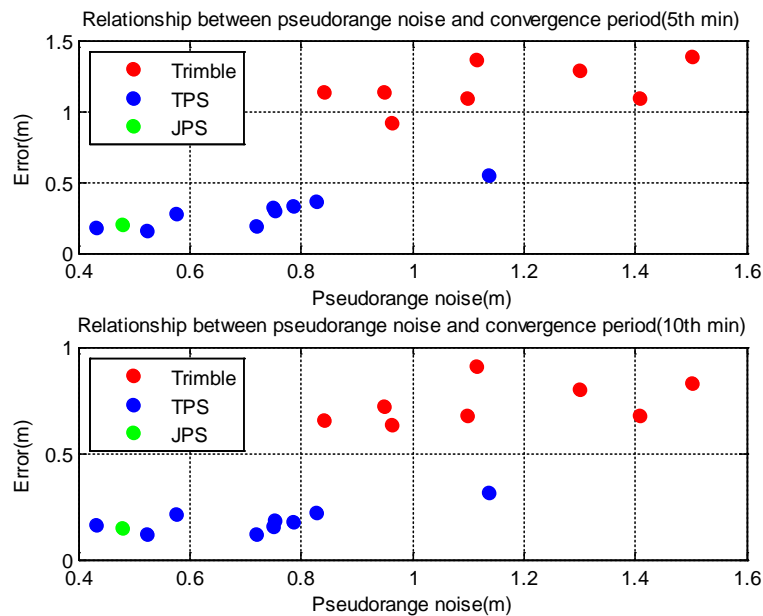 Relationship between pseudorange noise and convergence period(5th min)
1.5
1
0.5
0
Error(m)
Trimble
TPS
JPS
0.4 0.6 0.8 1 1.2 1.4 1.6
Pseudorange noise(m)
Relationship between pseudorange noise and convergence period(10th min)
1
0.5
0
Error(m)
Trimble
TPS
JPS
0.4 0.6 0.8 1 1.2 1.4 1.6
Pseudorange noise(m)